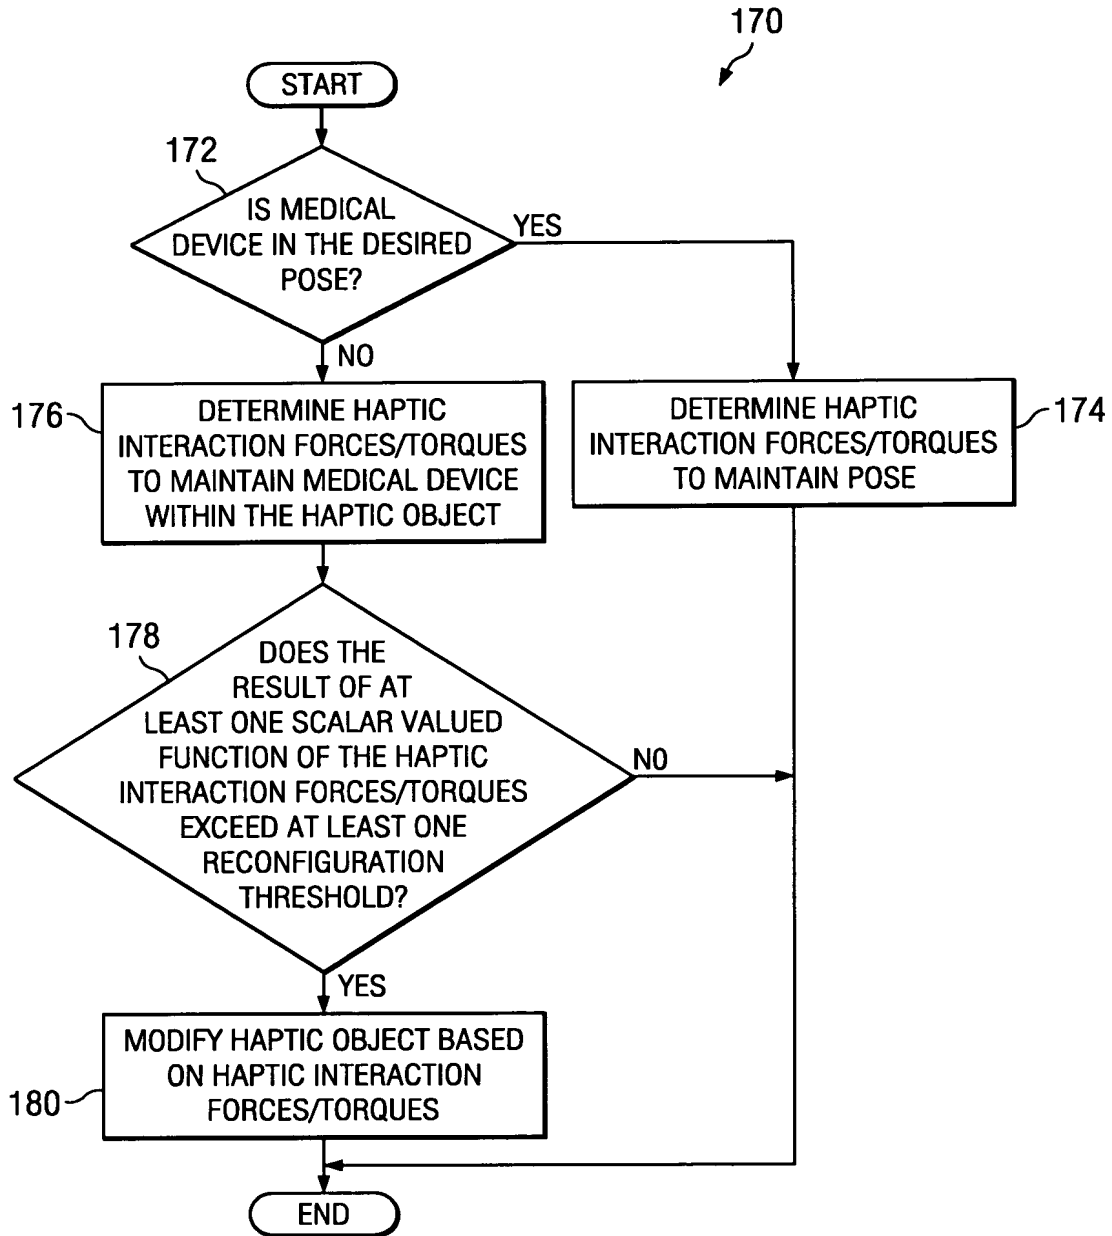 170
START
172
IS MEDICAL
DEVICE IN THE DESIRED
POSE?
YES
NO
176
DETERMINE HAPTIC
INTERACTION FORCES/TORQUES
TO MAINTAIN MEDICAL DEVICE
WITHIN THE HAPTIC OBJECT
DETERMINE HAPTIC
INTERACTION FORCES/TORQUES
TO MAINTAIN POSE
174
178
DOES THE
RESULT OF AT
LEAST ONE SCALAR VALUED
FUNCTION OF THE HAPTIC
INTERACTION FORCES/TORQUES
EXCEED AT LEAST ONE
RECONFIGURATION
THRESHOLD?
NO
YES
180
MODIFY HAPTIC OBJECT BASED
ON HAPTIC INTERACTION
FORCES/TORQUES
END